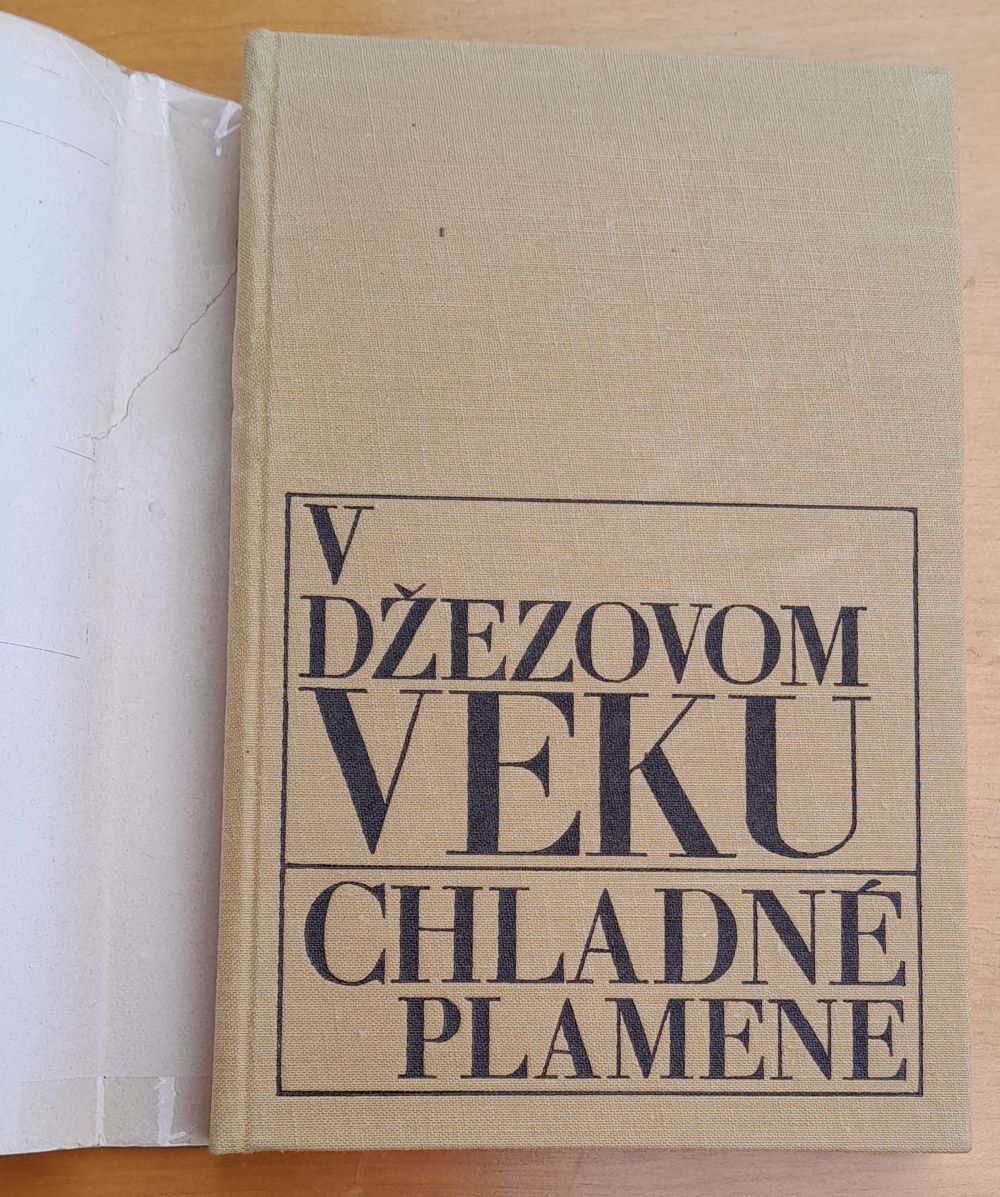 V
DŽEZOVOM
VEKU
CHLADNÉ
PLAMENE